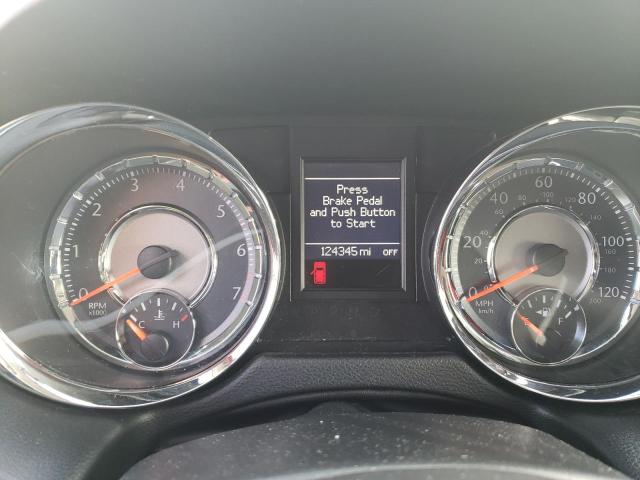 Press
Brake Pedal
and Push Button
to Start
124345 mi OFF
0 1 2 3 4 5 6 7
RPM
x1000
C H
0 20 40 60 80 100 120
MPH
km/h
200
F